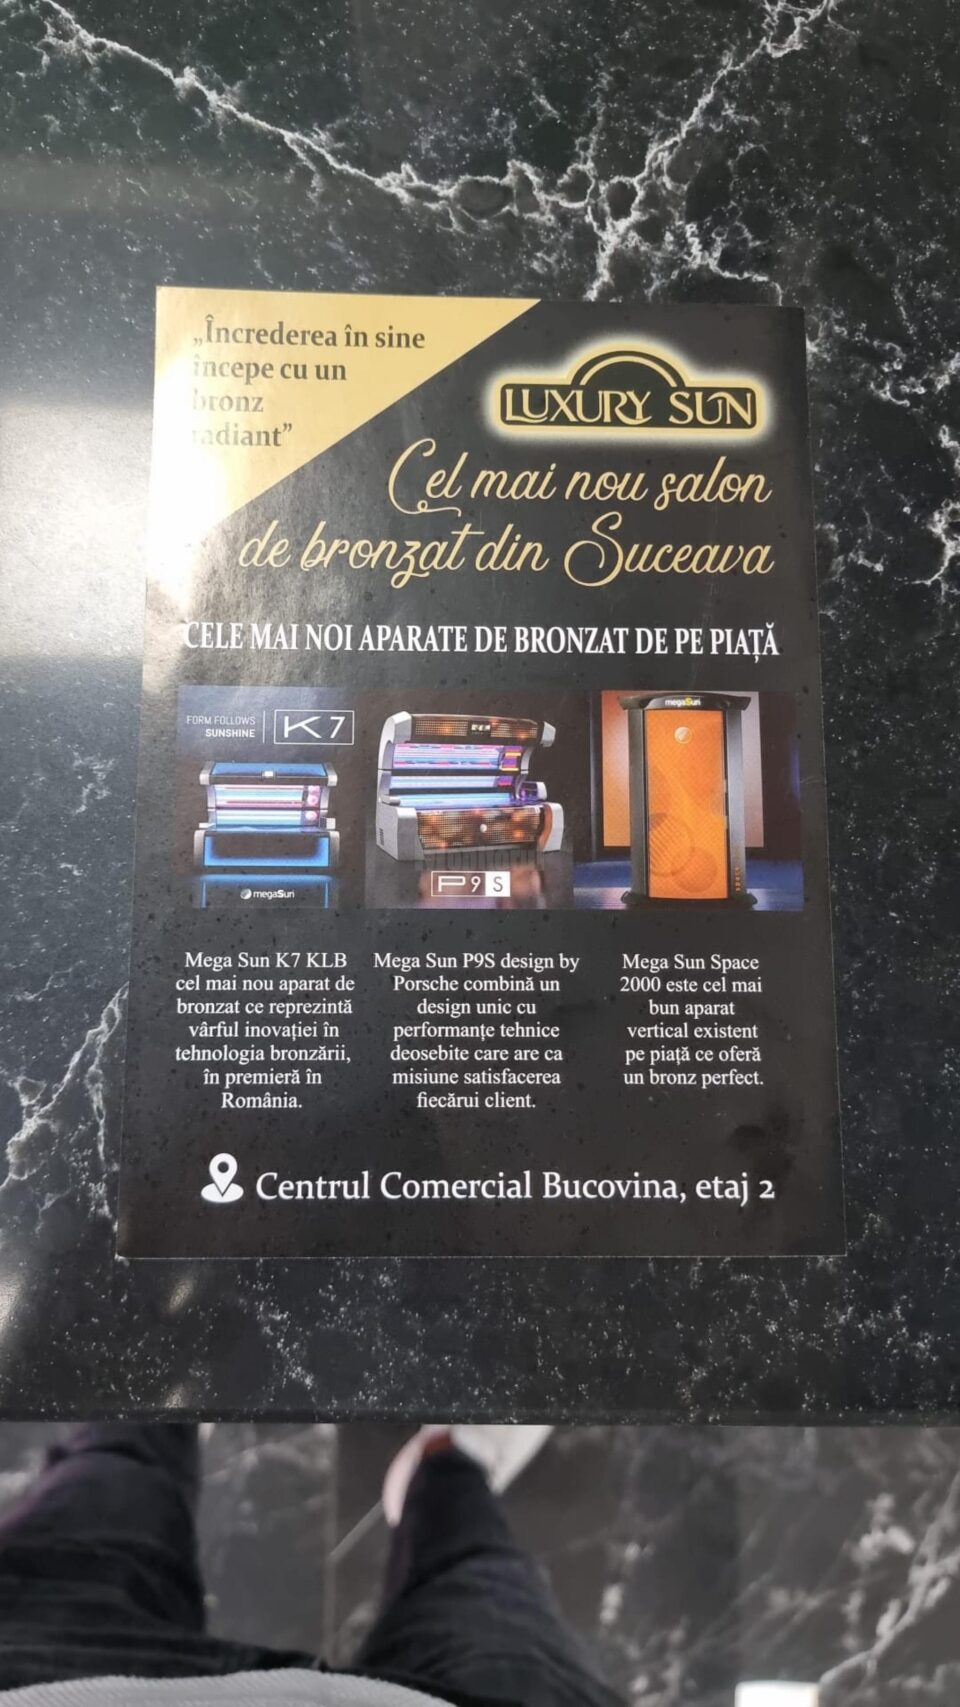 „Încrederea în sine
începe cu un
bronz
radiant”
LUXURY SUN
Cel mai nou salon
de bronzat din Suceava
CELE MAI NOI APARATE DE BRONZAT DE PE PIAȚĂ
FORM FOLLOWS
SUNSHINE
K7
megaSun
P9S
megaSun
space
Mega Sun K7 KLB
cel mai nou aparat de
bronzat ce reprezintă
vârful inovației în
tehnologia bronzării,
în premieră în
România.
Mega Sun P9S design by
Porsche combină un
design unic cu
performanțe tehnice
deosebite care are ca
misiune satisfacerea
fiecărui client.
Mega Sun Space
2000 este cel mai
bun aparat
vertical existent
pe piață ce oferă
un bronz perfect.
Centrul Comercial Bucovina, etaj 2